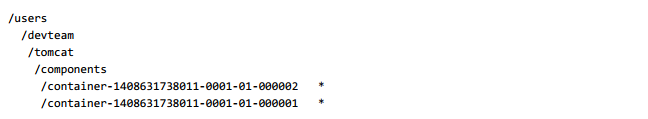 /users
/devteam
/tomcat
/components
/container-1408631738011-0001-01-000002 *
/container-1408631738011-0001-01-000001 *